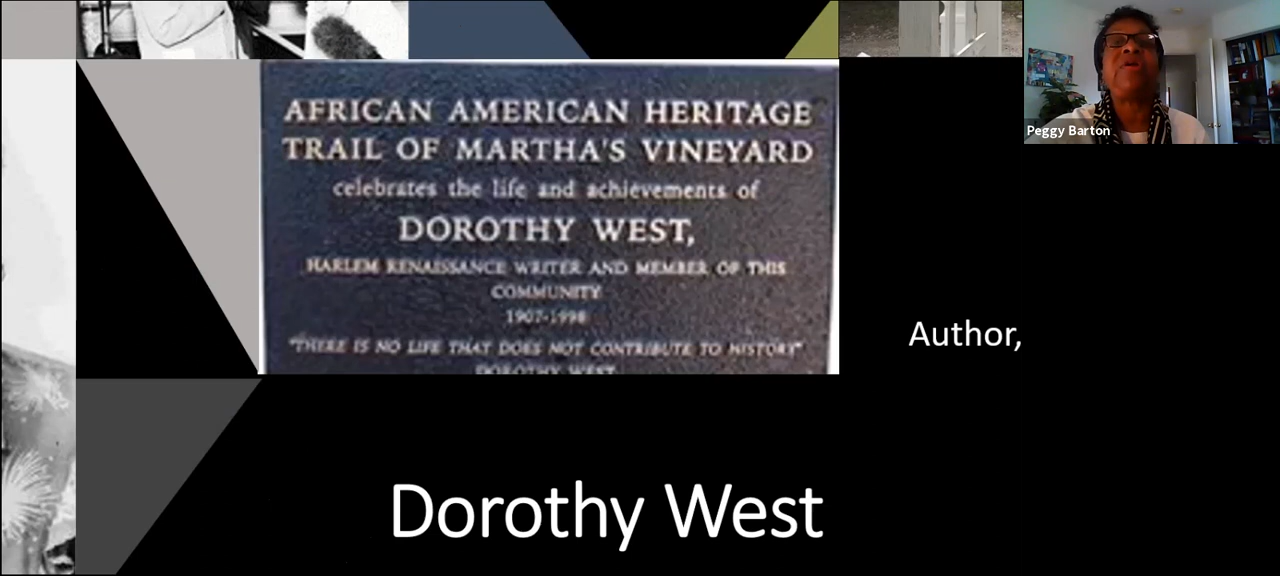 AFRICAN AMERICAN HERITAGE
TRAIL OF MARTHA'S VINEYARD
celebrates the life and achievements of
DOROTHY WEST,
HARLEM RENAISSANCE WRITER AND MEMBER OF THIS
COMMUNITY
1907-1998
"THERE IS NO LIFE THAT DOES NOT CONTRIBUTE TO HISTORY"
DOROTHY WEST
Peggy Barton
Author,
Dorothy West